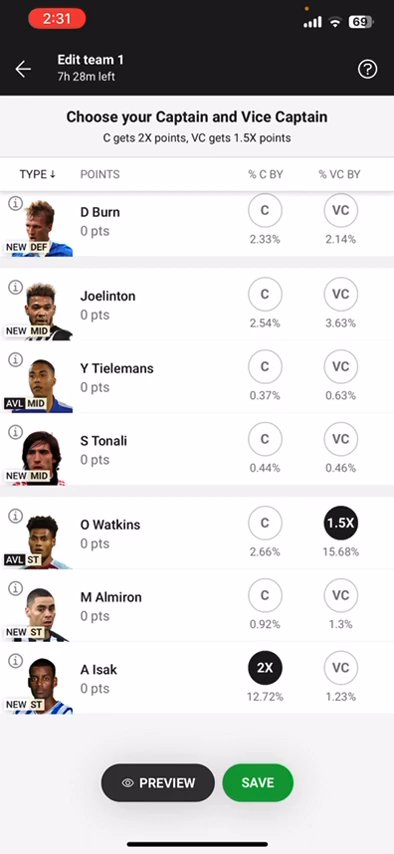 2:31
69
Edit team 1
7h 28m left
Choose your Captain and Vice Captain
C gets 2X points, VC gets 1.5X points
TYPE↓ POINTS % C BY % VC BY
D Burn C VC
0 pts 2.33% 2.14%
NEW DEF
Joelinton C VC
0 pts 2.54% 3.63%
NEW MID
Y Tielemans C VC
0 pts 0.37% 0.63%
AVL MID
S Tonali C VC
0 pts 0.44% 0.46%
NEW MID
O Watkins C 1.5X
0 pts 2.66% 15.68%
AVL ST
M Almiron C VC
0 pts 0.92% 1.3%
NEW ST
A Isak 2X VC
0 pts 12.72% 1.23%
NEW ST
PREVIEW SAVE